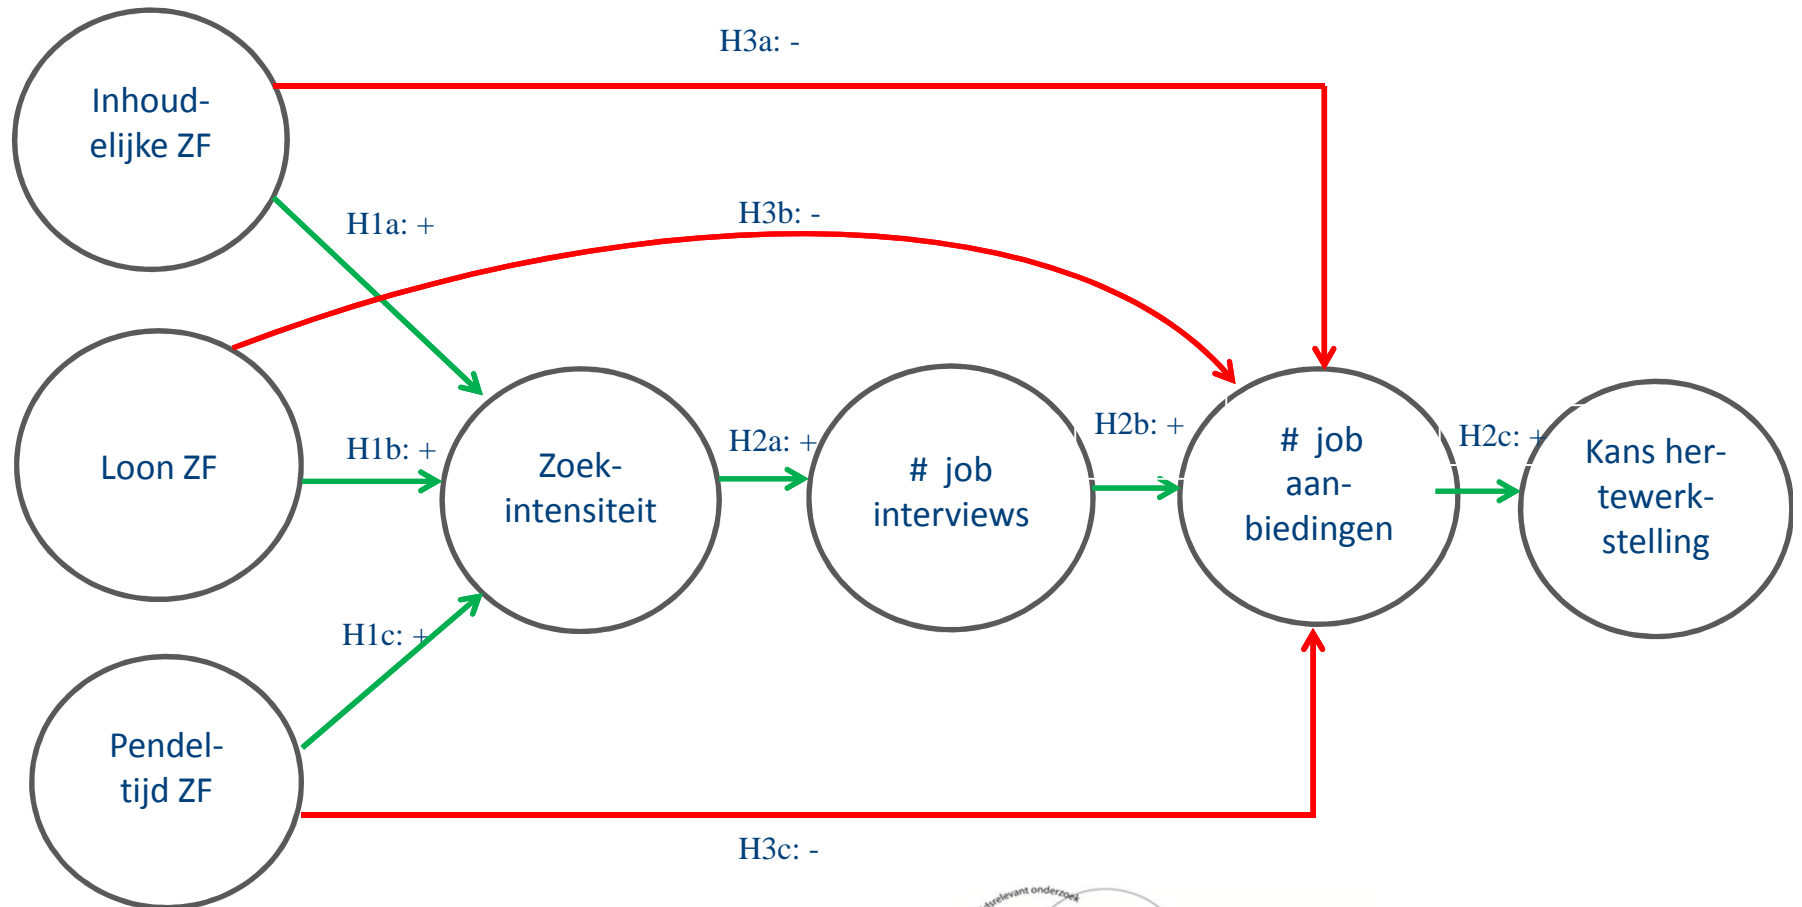 H3a: -
Inhoud-
elijke ZF
H1a: +
H3b: -
Loon ZF
H1b: +
Zoek-
intensiteit
H2a: +
# job
interviews
H2b: +
# job
aan-
biedingen
H2c: +
Kans her-
tewerk-
stelling
H1c: +
Pendel-
tijd ZF
H3c: -
onderzoek